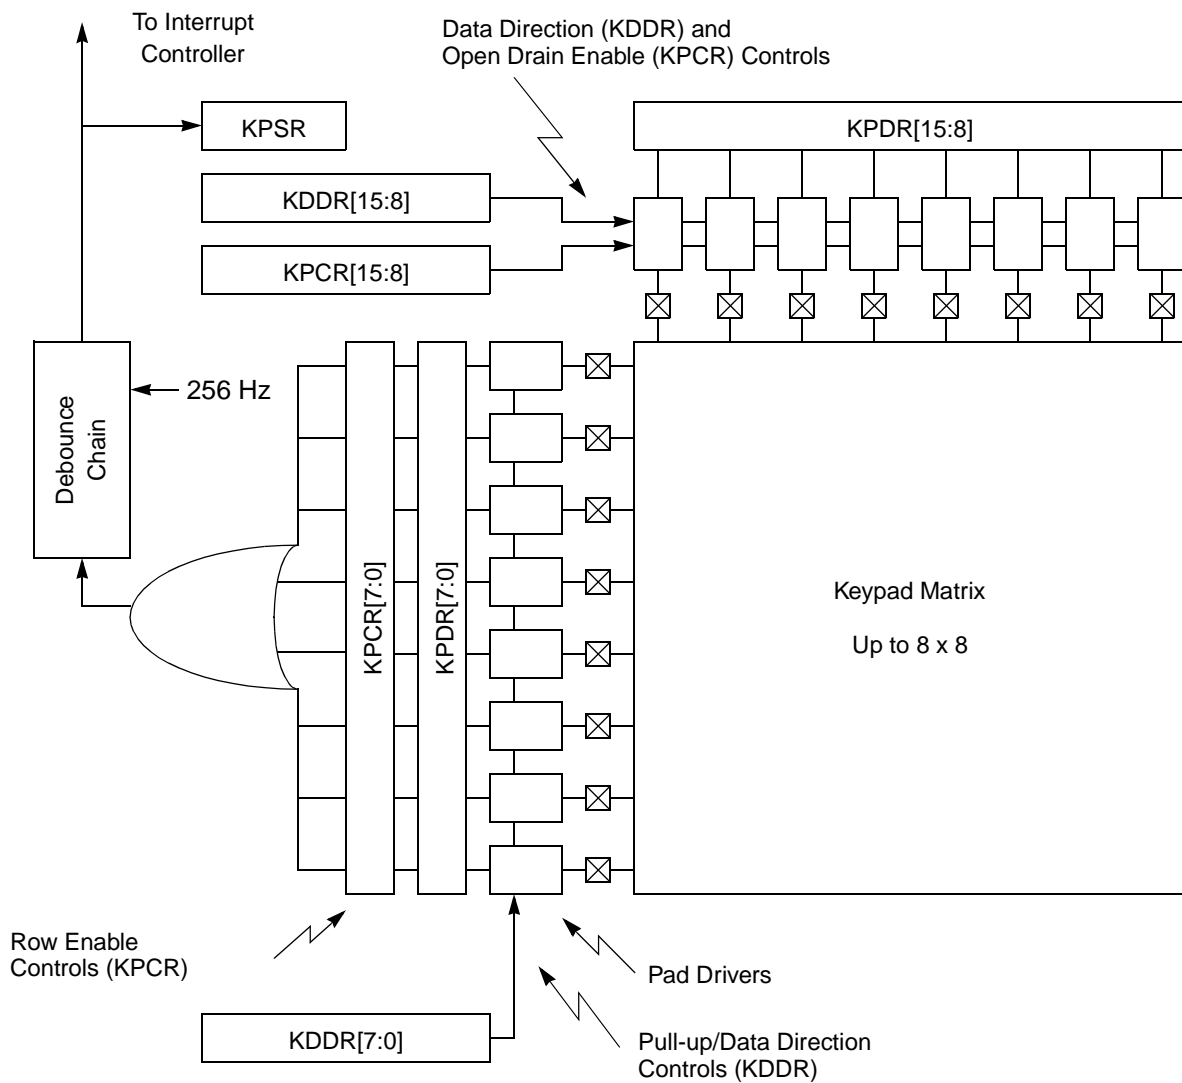 To Interrupt
Controller
Data Direction (KDDR) and
Open Drain Enable (KPCR) Controls
KPSR
KPDR[15:8]
KDDR[15:8]
KPCR[15:8]
256 Hz
Debounce
Chain
KPCR[7:0]
KPDR[7:0]
Keypad Matrix
Up to 8 x 8
Row Enable
Controls (KPCR)
Pad Drivers
KDDR[7:0]
Pull-up/Data Direction
Controls (KDDR)